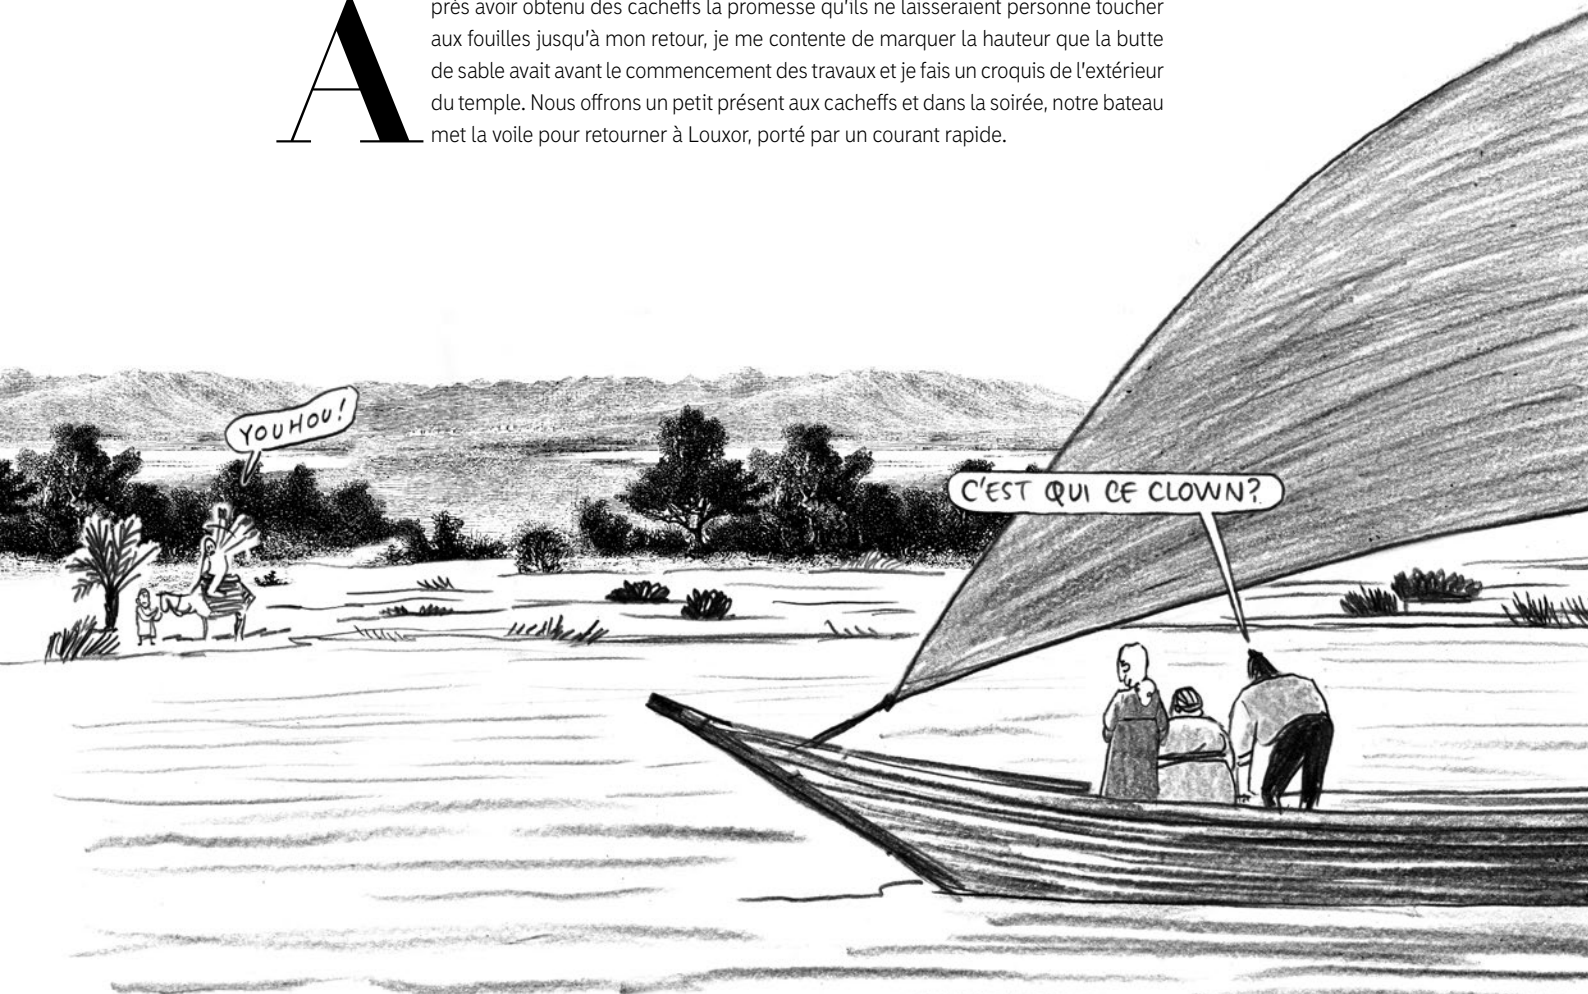 Après avoir obtenu des cacheffs la promesse qu'ils ne laisseraient personne toucher
aux fouilles jusqu'à mon retour, je me contente de marquer la hauteur que la butte
de sable avait avant le commencement des travaux et je fais un croquis de l'extérieur
du temple. Nous offrons un petit présent aux cacheffs et dans la soirée, notre bateau
met la voile pour retourner à Louxor, porté par un courant rapide.
YOUHOU!
C'EST QUI CE CLOWN?